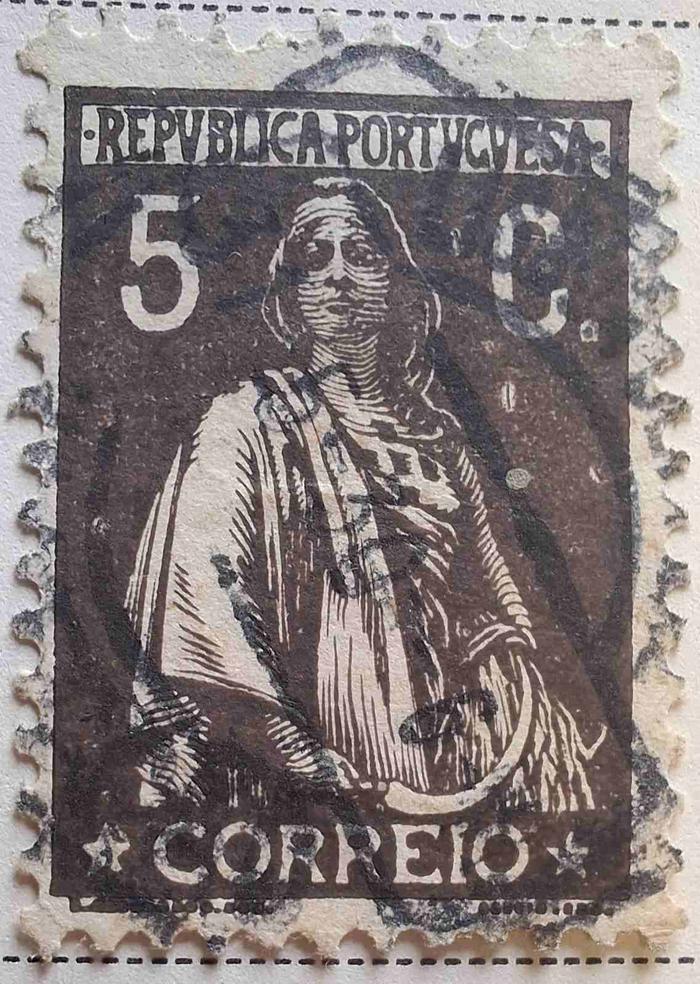 ·REPVBLICA PORTVGVESA·
5 C.
CORREIO